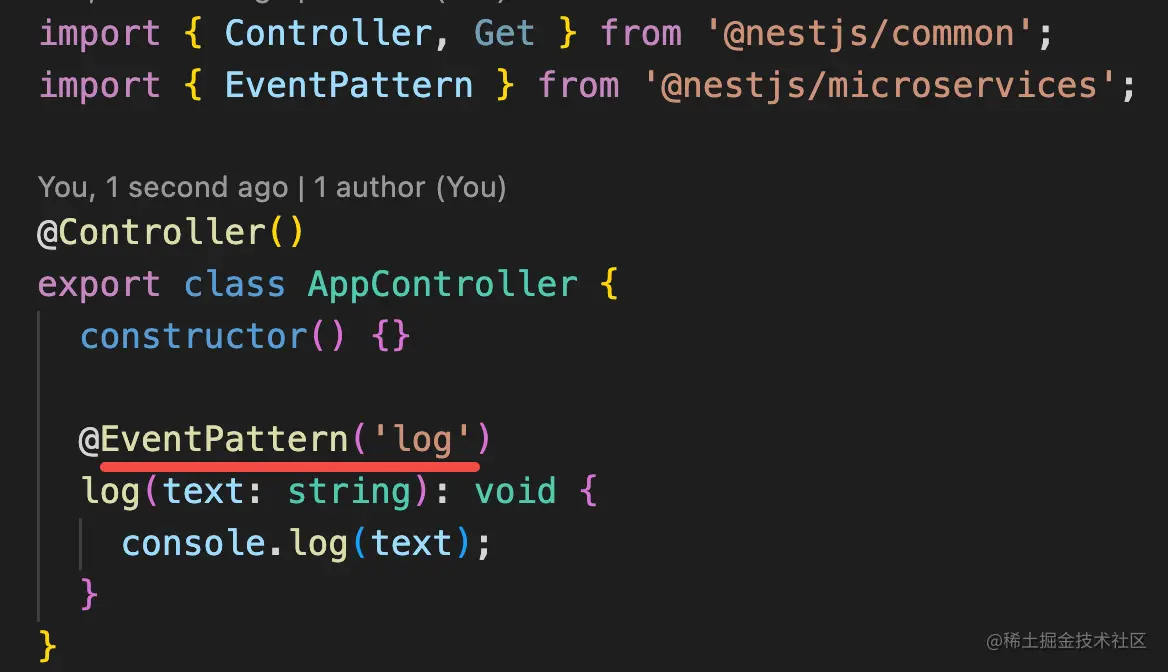 import { Controller, Get } from '@nestjs/common';
import { EventPattern } from '@nestjs/microservices';
You, 1 second ago | 1 author (You)
@Controller()
export class AppController {
constructor() {}
@EventPattern('log')
log(text: string): void {
console.log(text);
}
}
@稀土掘金技术社区